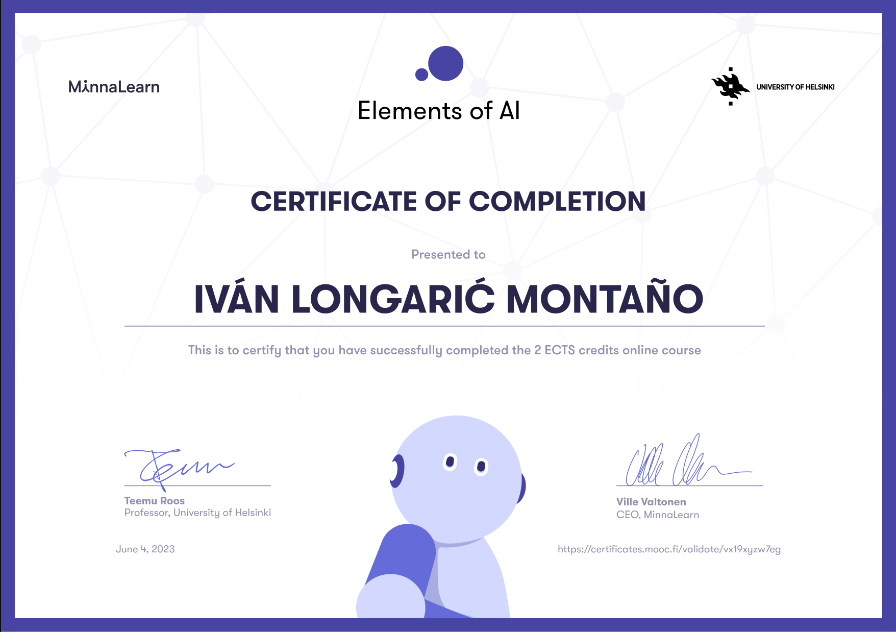 MinnaLearn
Elements of AI
UNIVERSITY OF HELSINKI
CERTIFICATE OF COMPLETION
Presented to
IVÁN LONGARIĆ MONTAÑO
This is to certify that you have successfully completed the 2 ECTS credits online course
Teemu Roos
Professor, University of Helsinki
June 4, 2023
Ville Valtonen
CEO, MinnaLearn
https://certificates.mooc.fi/validate/vx19xyzw7eg